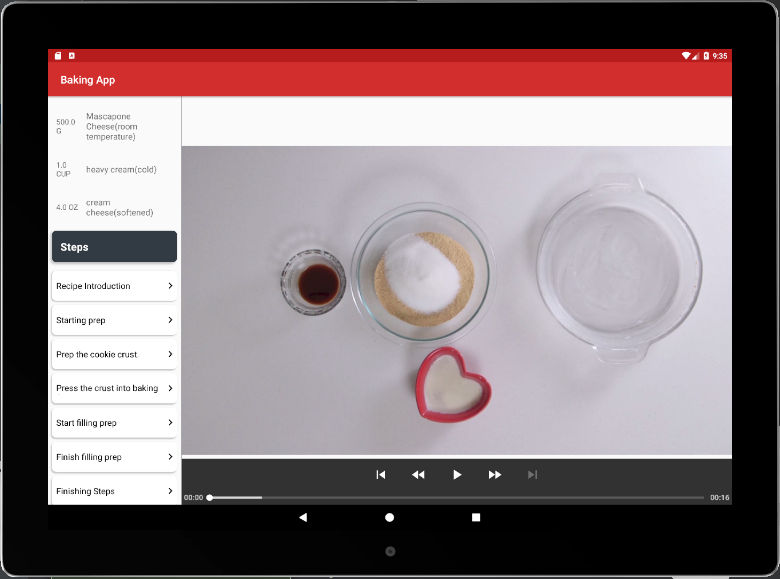 9:35
Baking App
500.0
G
Mascapone
Cheese(room
temperature)
1.0
CUP
heavy cream(cold)
4.0 OZ
cream
cheese(softened)
Steps
Recipe Introduction
Starting prep
Prep the cookie crust.
Press the crust into baking
Start filling prep
Finish filling prep
Finishing Steps
00:00
00:16